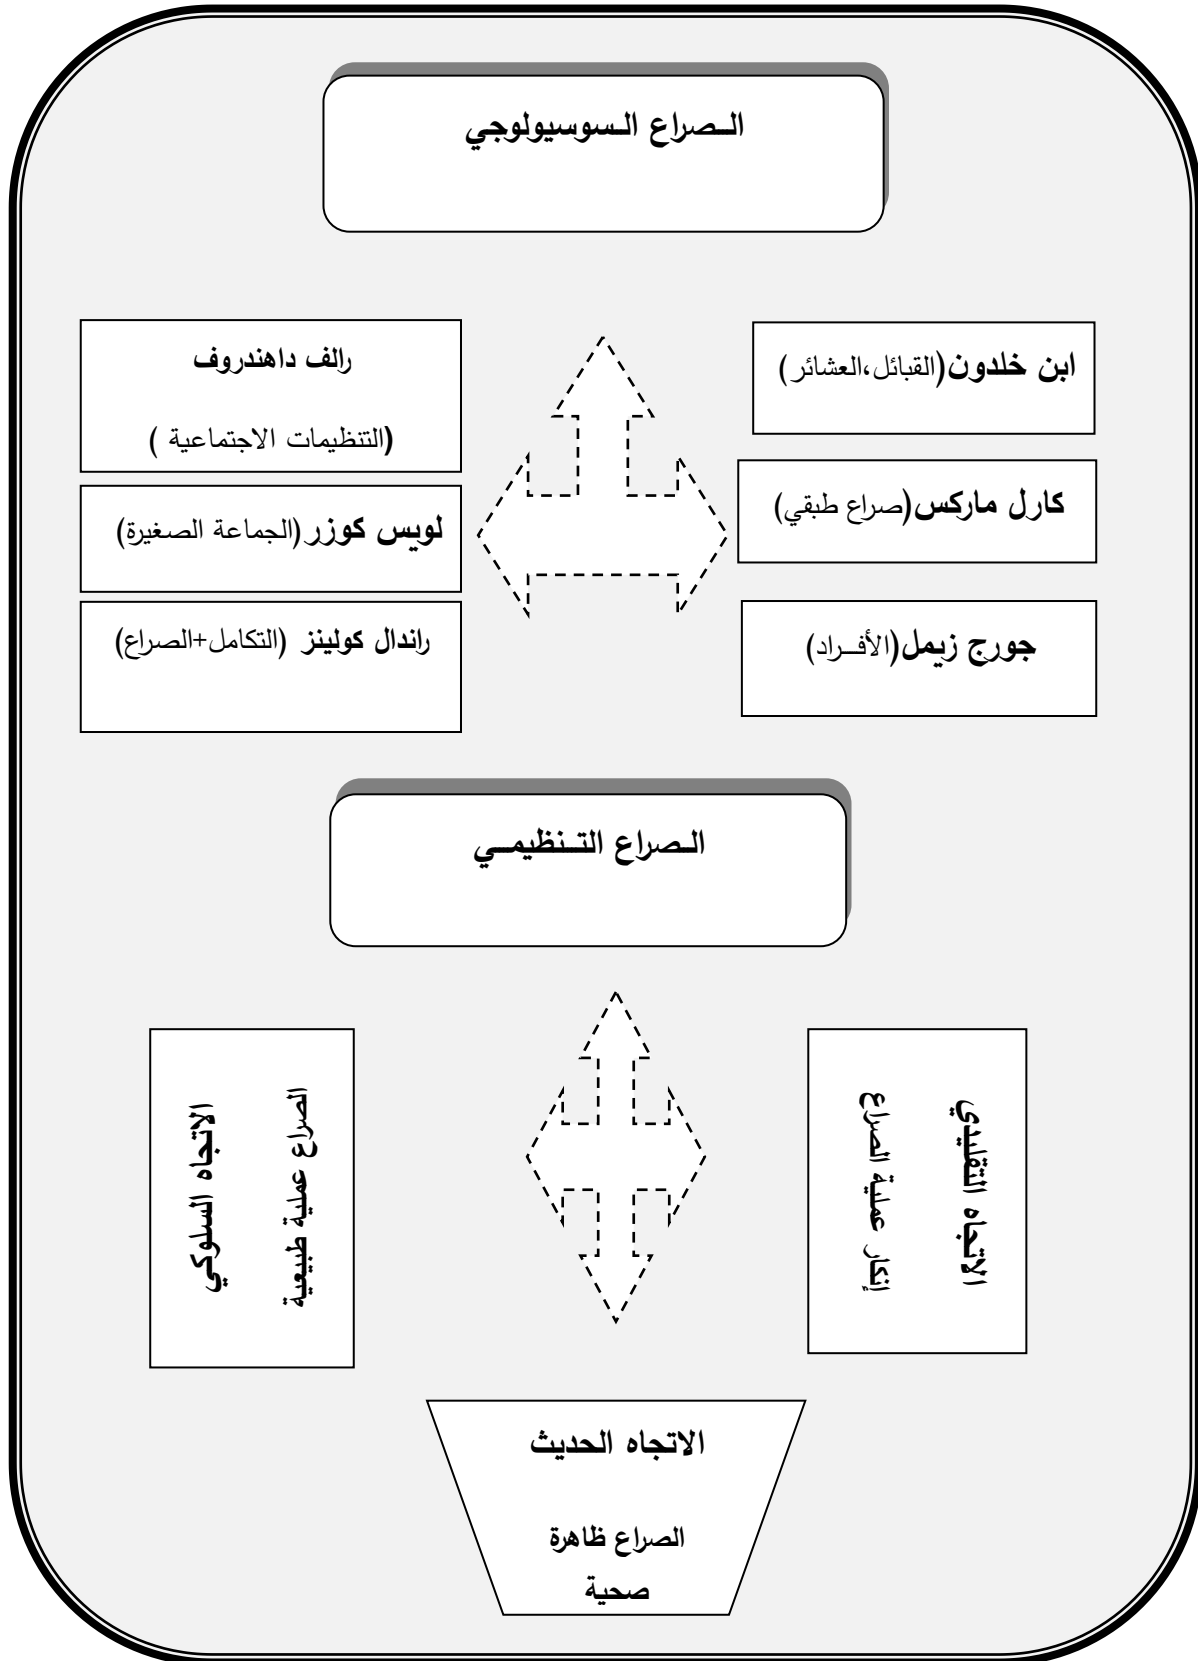 الـصراع الـسوسيولوجي
ابن خلدون(القبائل،العشائر)
كارل ماركس(صراع طبقي)
جورج زيمل(الأفــراد)
رالف داهندروف
(التنظيمات الاجتماعية )
لويس كوزر(الجماعة الصغيرة)
راندال كولينز (التكامل+الصراع)
الـصراع التــنظيمــي
الاتجاه التقليدي
إنكار عملية الصراع
الاتجاه السلوكي
الصراع عملية طبيعية
الاتجاه الحديث
الصراع ظاهرة
صحية